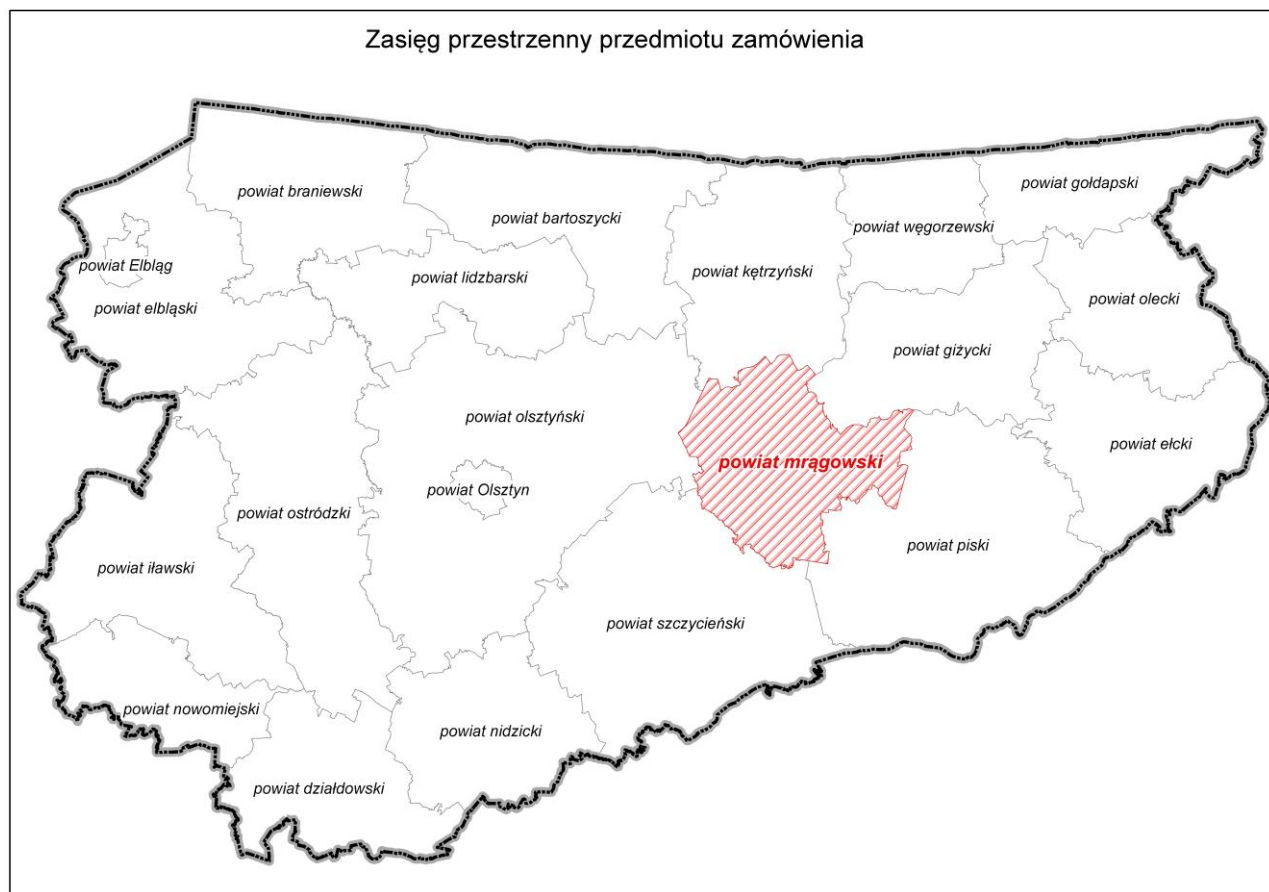 Zasięg przestrzenny przedmiotu zamówienia
powiat gołdapski
powiat braniewski
powiat bartoszycki
powiat węgorzewski
powiat Elbląg
powiat lidzbarski
powiat kętrzyński
powiat olecki
powiat elbląski
powiat giżycki
powiat olsztyński
powiat ełcki
powiat mrągowski
powiat Olsztyn
powiat ostródzki
powiat piski
powiat iławski
powiat szczycieński
powiat nowomiejski
powiat nidzicki
powiat działdowski